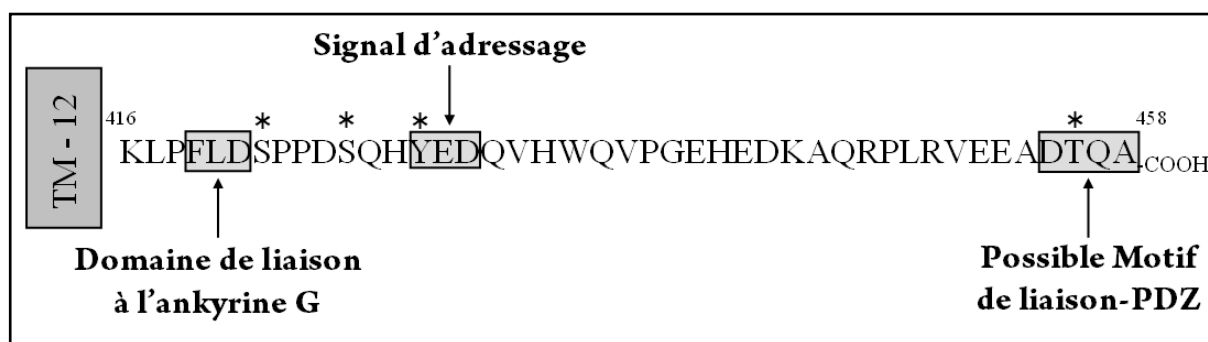 Signal d'adressage
TM - 12
416
* * * * 
458
KLPFLDSPPDSQHYEDQVHWQVPGEHEDKAQRPLRVEEADTQA-COOH
Domaine de liaison
à l'ankyrine G
Possible Motif
de liaison-PDZ